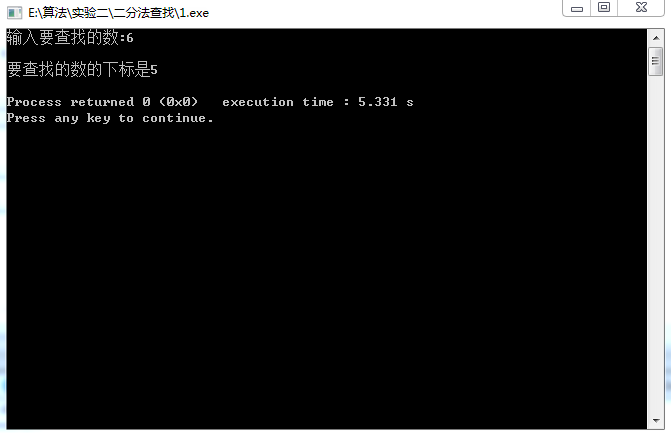 E:\算法\实验二\二分法查找\1.exe
输入要查找的数:6
要查找的数的下标是5
Process returned 0 (0x0)   execution time : 5.331 s
Press any key to continue.